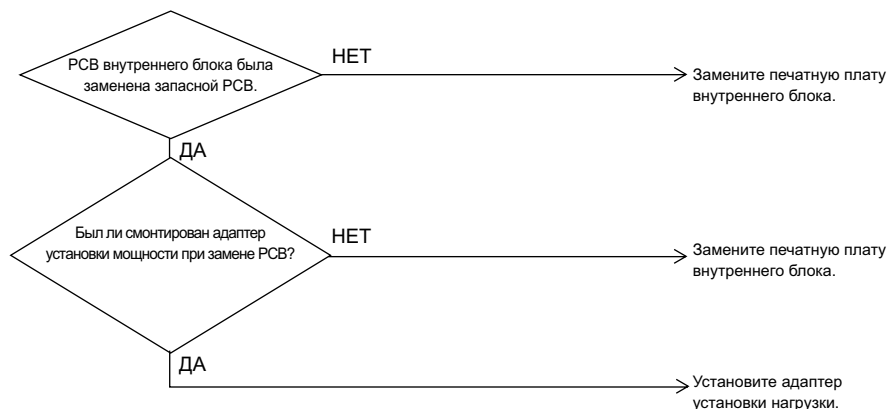 PCB внутреннего блока была
заменена запасной PCB.
НЕТ
Замените печатную плату
внутреннего блока.
ДА
Был ли смонтирован адаптер
установки мощности при замене PCB?
НЕТ
Замените печатную плату
внутреннего блока.
ДА
Установите адаптер
установки нагрузки.